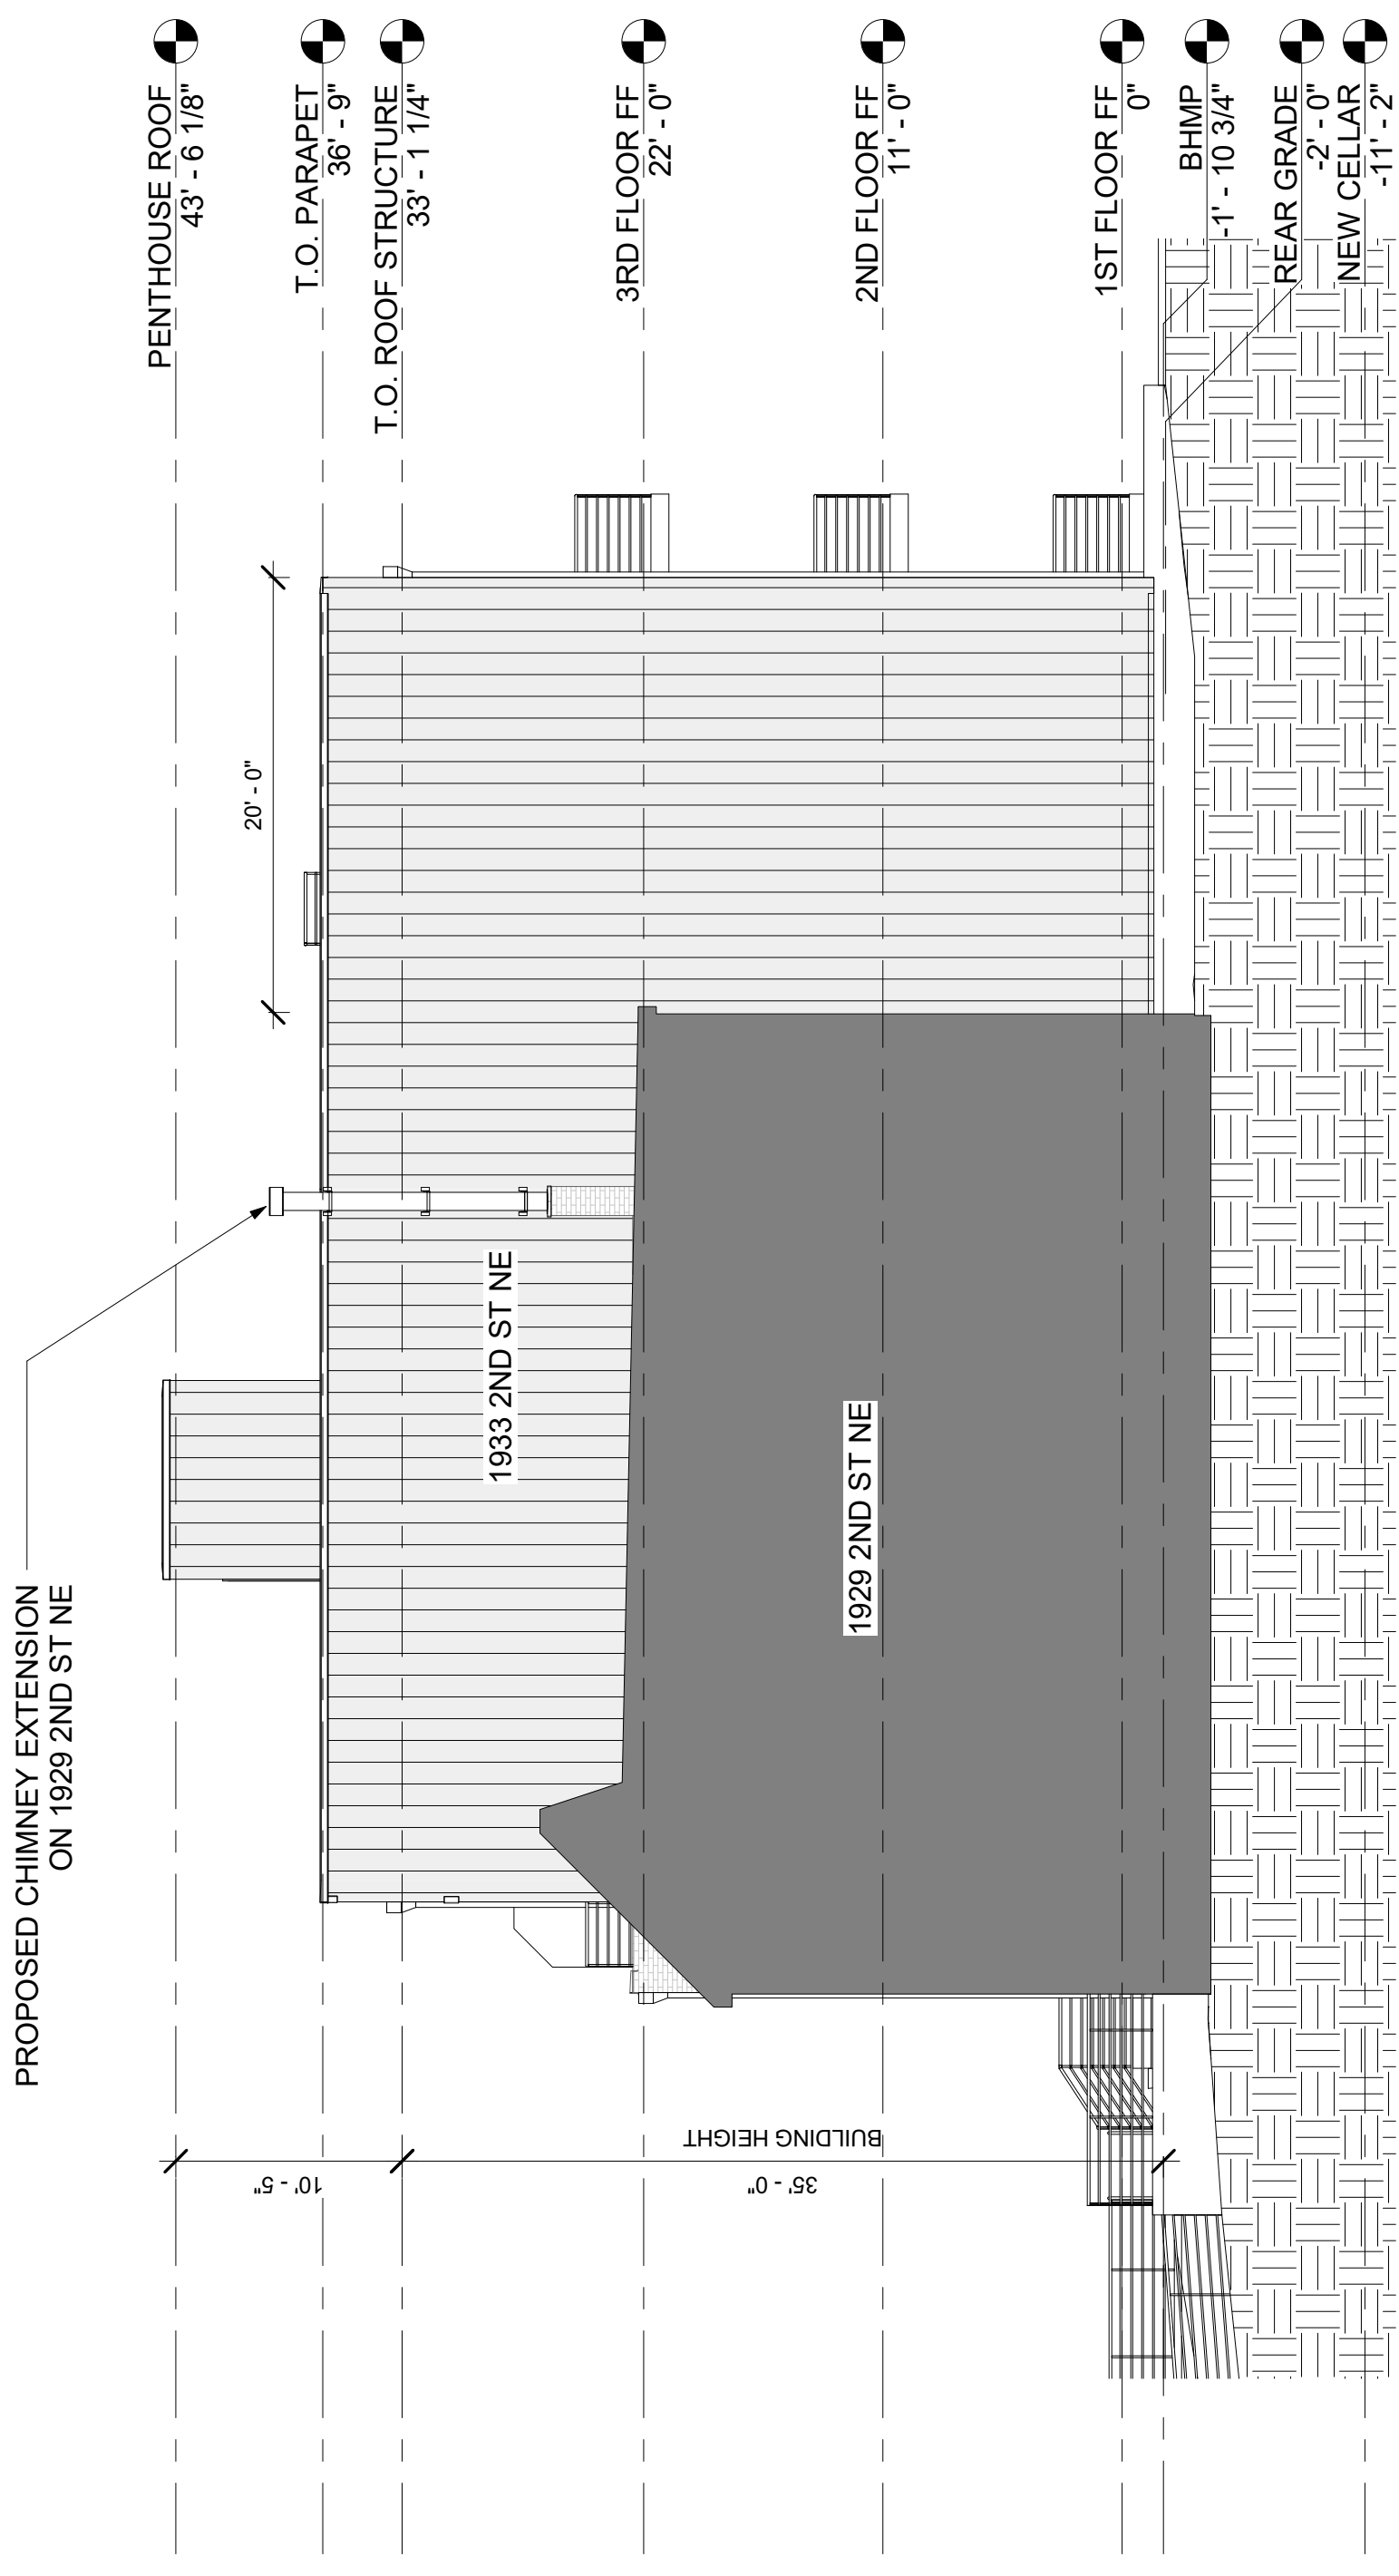 PROPOSED CHIMNEY EXTENSION
ON 1929 2ND ST NE
PENTHOUSE ROOF
43' - 6 1/8"
T.O. PARAPET
36' - 9"
T.O. ROOF STRUCTURE
33' - 1 1/4"
3RD FLOOR FF
22' - 0"
2ND FLOOR FF
11' - 0"
1ST FLOOR FF
0"
BHMP
-1' - 10 3/4"
REAR GRADE
-2' - 0"
NEW CELLAR
-11' - 2"
20' - 0"
1933 2ND ST NE
1929 2ND ST NE
10' - 5"
35' - 0"
BUILDING HEIGHT